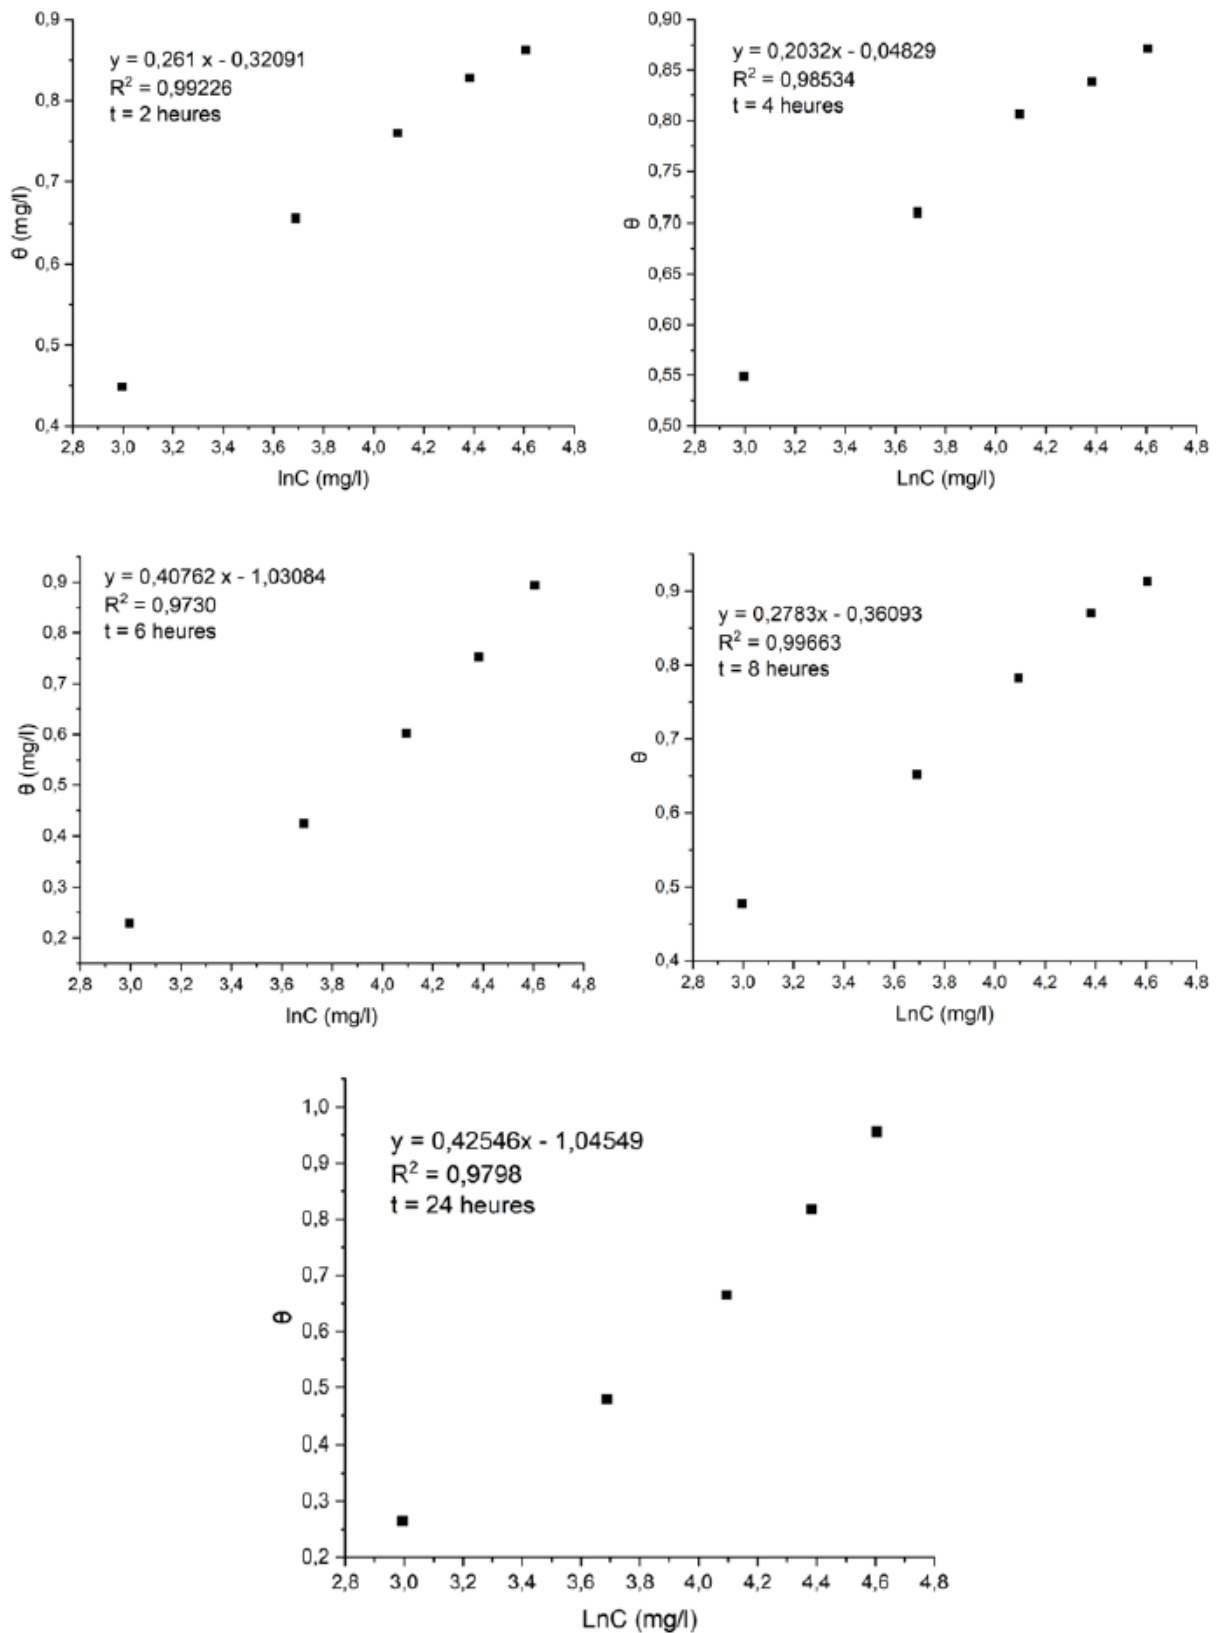 y = 0,261 x - 0,32091
R² = 0,99226
t = 2 heures
θ (mg/l)
0,9
0,8
0,7
0,6
0,5
0,4
2,8 3,0 3,2 3,4 3,6 3,8 4,0 4,2 4,4 4,6 4,8
lnC (mg/l)
y = 0,2032x - 0,04829
R² = 0,98534
t = 4 heures
θ
0,90
0,85
0,80
0,75
0,70
0,65
0,60
0,55
0,50
2,8 3,0 3,2 3,4 3,6 3,8 4,0 4,2 4,4 4,6 4,8
LnC (mg/l)
y = 0,40762 x - 1,03084
R² = 0,9730
t = 6 heures
θ (mg/l)
0,9
0,8
0,7
0,6
0,5
0,4
0,3
0,2
2,8 3,0 3,2 3,4 3,6 3,8 4,0 4,2 4,4 4,6 4,8
lnC (mg/l)
y = 0,2783x - 0,36093
R² = 0,99663
t = 8 heures
θ
0,9
0,8
0,7
0,6
0,5
0,4
2,8 3,0 3,2 3,4 3,6 3,8 4,0 4,2 4,4 4,6 4,8
LnC (mg/l)
y = 0,42546x - 1,04549
R² = 0,9798
t = 24 heures
θ
1,0
0,9
0,8
0,7
0,6
0,5
0,4
0,3
0,2
2,8 3,0 3,2 3,4 3,6 3,8 4,0 4,2 4,4 4,6 4,8
LnC (mg/l)